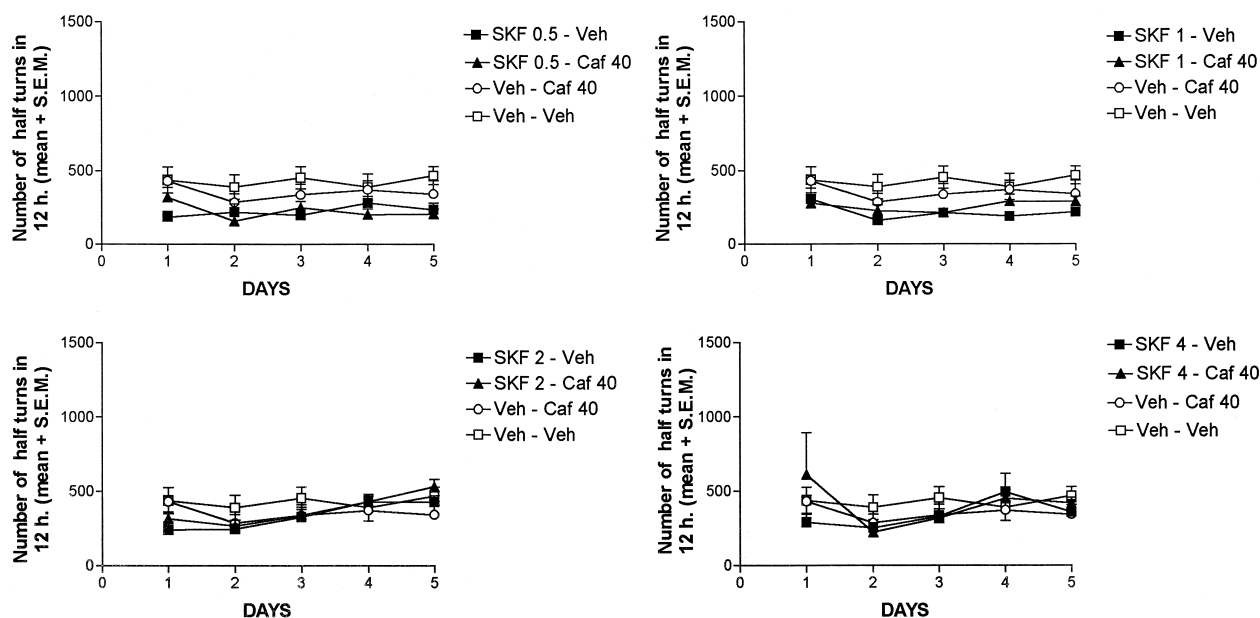 Number of half turns in
12 h. (mean + S.E.M.)
1500
1000
500
0
0 1 2 3 4 5
DAYS
SKF 0.5 - Veh
SKF 0.5 - Caf 40
Veh - Caf 40
Veh - Veh
Number of half turns in
12 h. (mean + S.E.M.)
1500
1000
500
0
0 1 2 3 4 5
DAYS
SKF 1 - Veh
SKF 1 - Caf 40
Veh - Caf 40
Veh - Veh
Number of half turns in
12 h. (mean + S.E.M.)
1500
1000
500
0
0 1 2 3 4 5
DAYS
SKF 2 - Veh
SKF 2 - Caf 40
Veh - Caf 40
Veh - Veh
Number of half turns in
12 h. (mean + S.E.M.)
1500
1000
500
0
0 1 2 3 4 5
DAYS
SKF 4 - Veh
SKF 4 - Caf 40
Veh - Caf 40
Veh - Veh